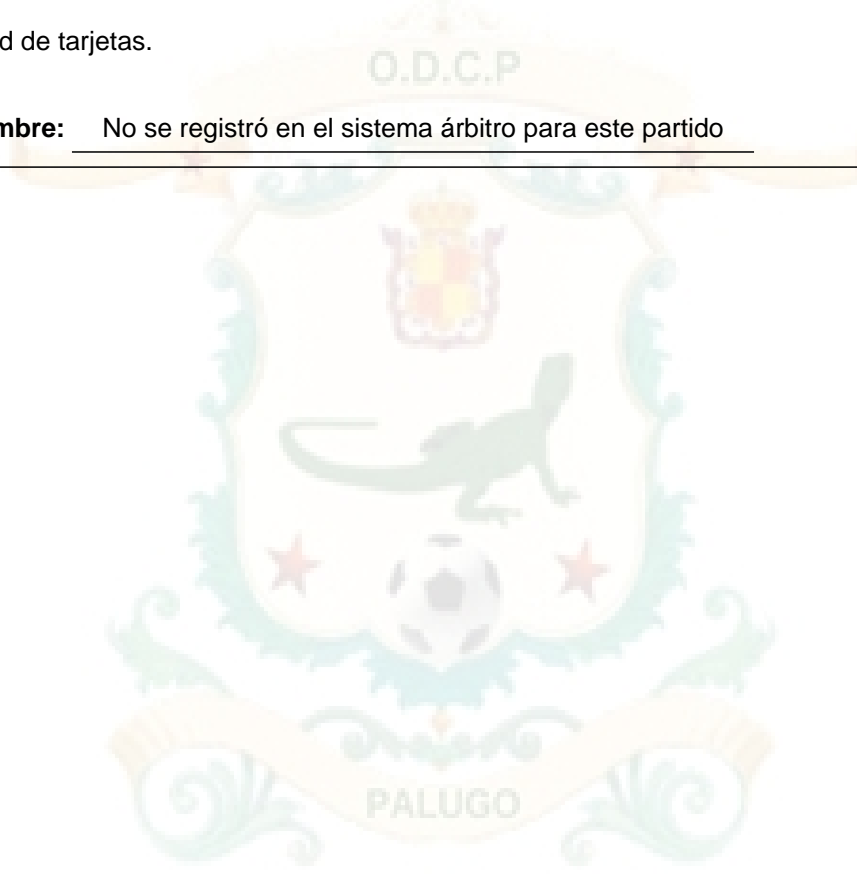 d de tarjetas.
O.D.C.P
mbre: No se registró en el sistema árbitro para este partido
PALUGO